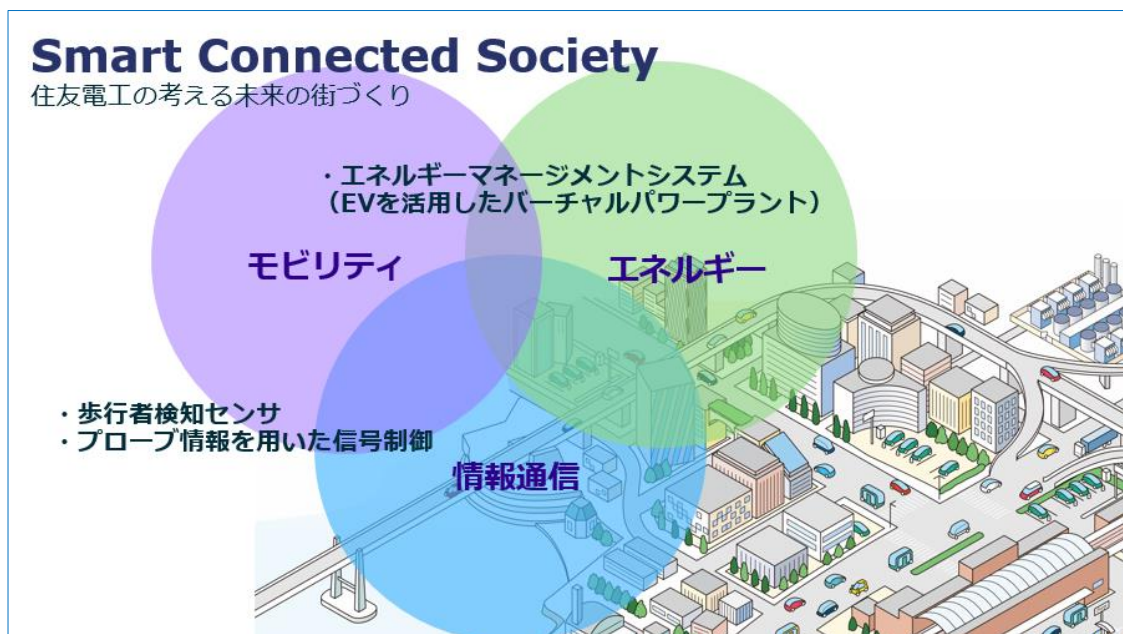 Smart Connected Society
住友電工の考える未来の街づくり
・エネルギーマネージメントシステム
（EVを活用したバーチャルパワープラント）
モビリティ
エネルギー
・歩行者検知センサ
・プローブ情報を用いた信号制御
情報通信